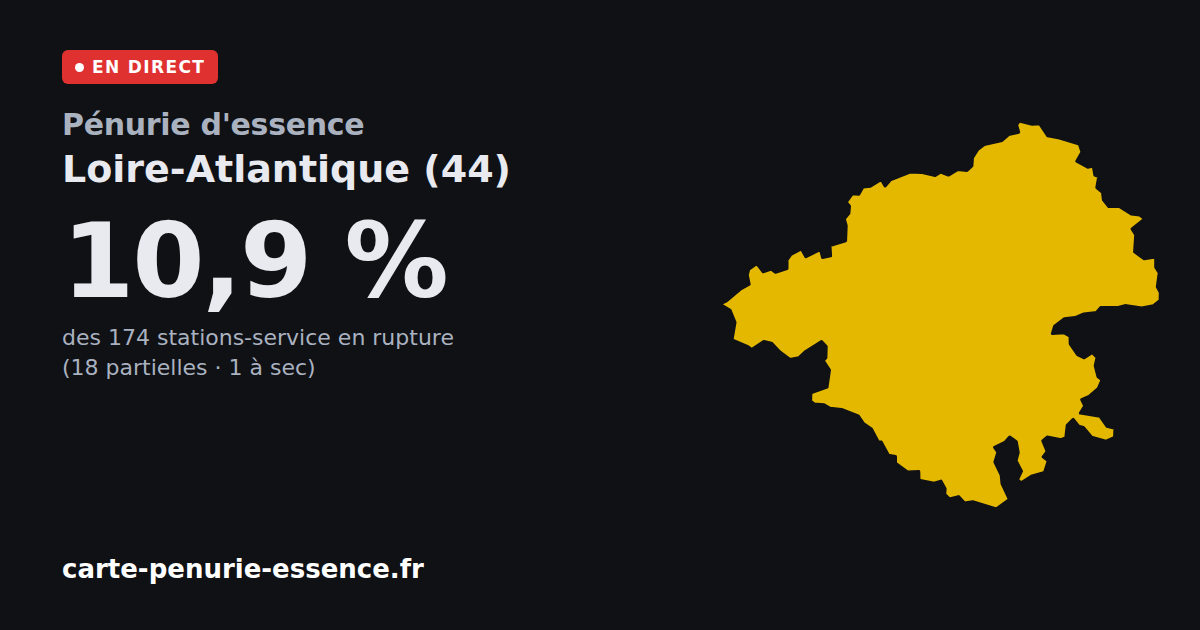 EN DIRECT
Pénurie d'essence
Loire-Atlantique (44)
10,9 %
des 174 stations-service en rupture
(18 partielles · 1 à sec)
carte-penurie-essence.fr